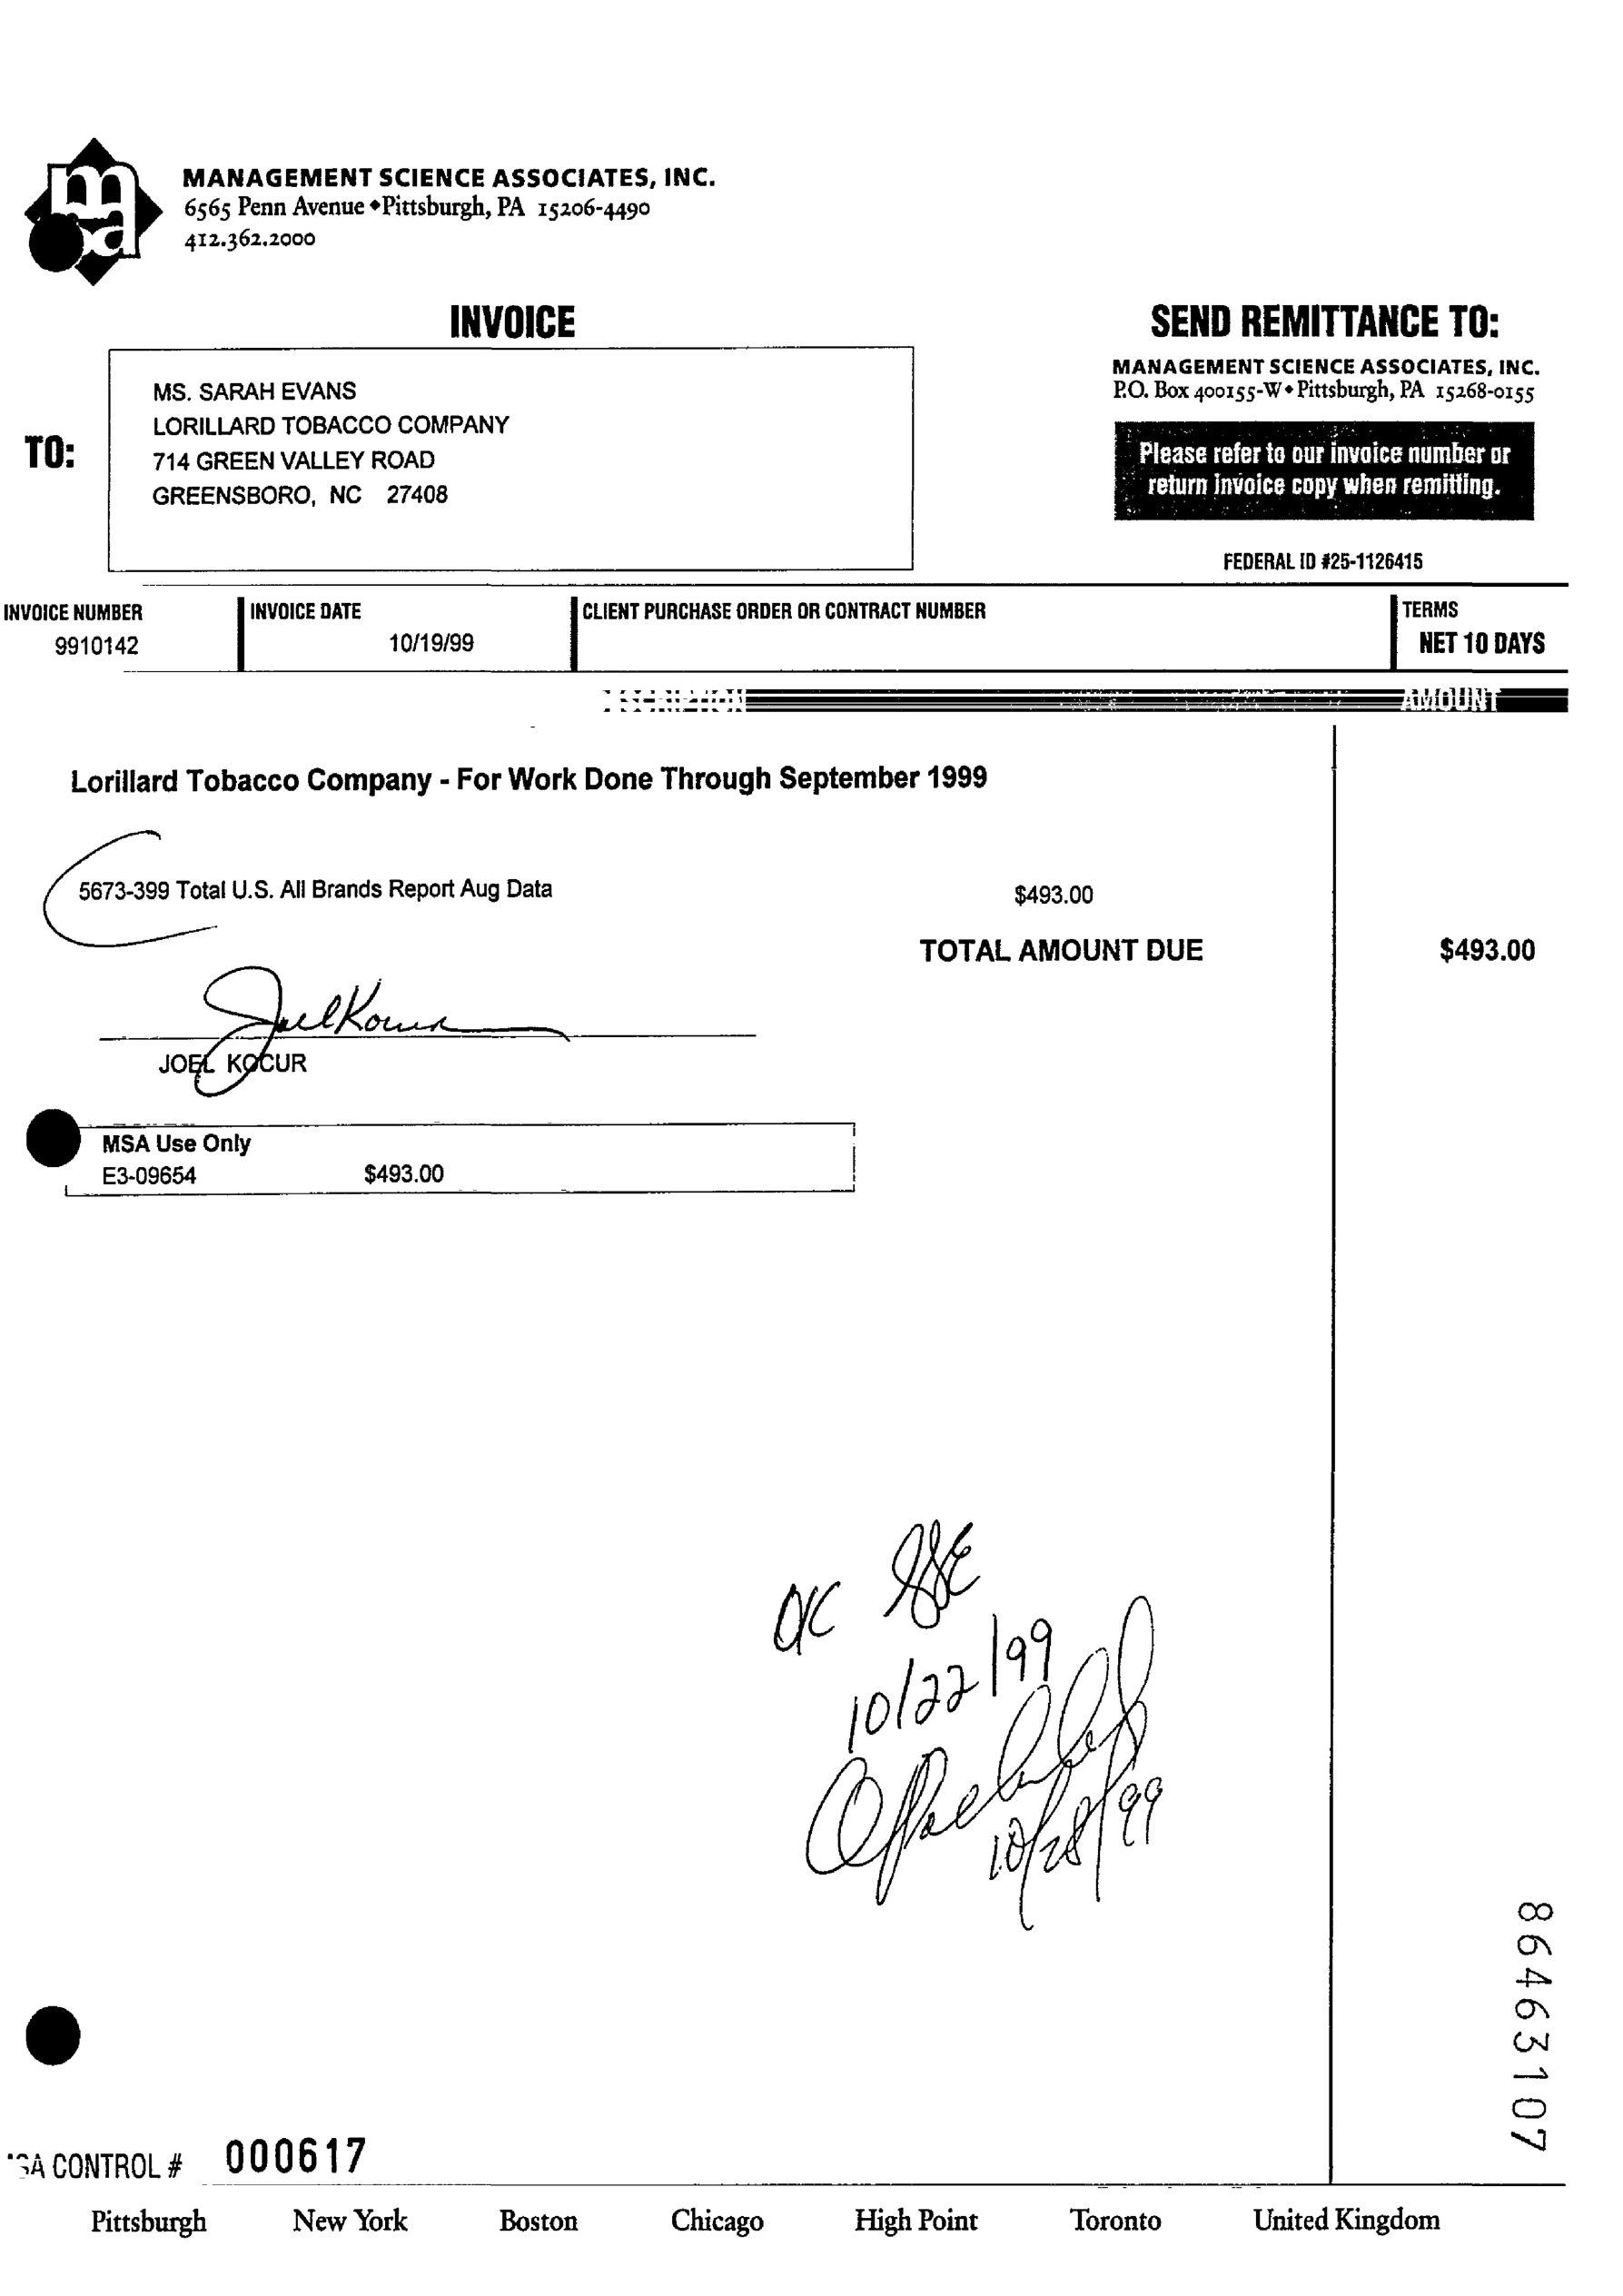 msa
MANAGEMENT SCIENCE ASSOCIATES, INC.
6565 Penn Avenue ◆ Pittsburgh, PA 15206-4490
412.362.2000
INVOICE
SEND REMITTANCE TO:
MANAGEMENT SCIENCE ASSOCIATES, INC.
P.O. Box 400155-W ◆ Pittsburgh, PA 15268-0155
Please refer to our invoice number or
return invoice copy when remitting.
FEDERAL ID #25-1126415
TO:
MS. SARAH EVANS
LORILLARD TOBACCO COMPANY
714 GREEN VALLEY ROAD
GREENSBORO, NC 27408
INVOICE NUMBER INVOICE DATE CLIENT PURCHASE ORDER OR CONTRACT NUMBER TERMS
9910142 10/19/99 NET 10 DAYS
DESCRIPTION AMOUNT
Lorillard Tobacco Company - For Work Done Through September 1999
5673-399 Total U.S. All Brands Report Aug Data $493.00
TOTAL AMOUNT DUE $493.00
Joel Kocur
JOEL KOCUR
MSA Use Only
E3-09654 $493.00
OK SSE
10/22/99
10/28/99
86463107
MSA CONTROL # 000617
Pittsburgh New York Boston Chicago High Point Toronto United Kingdom